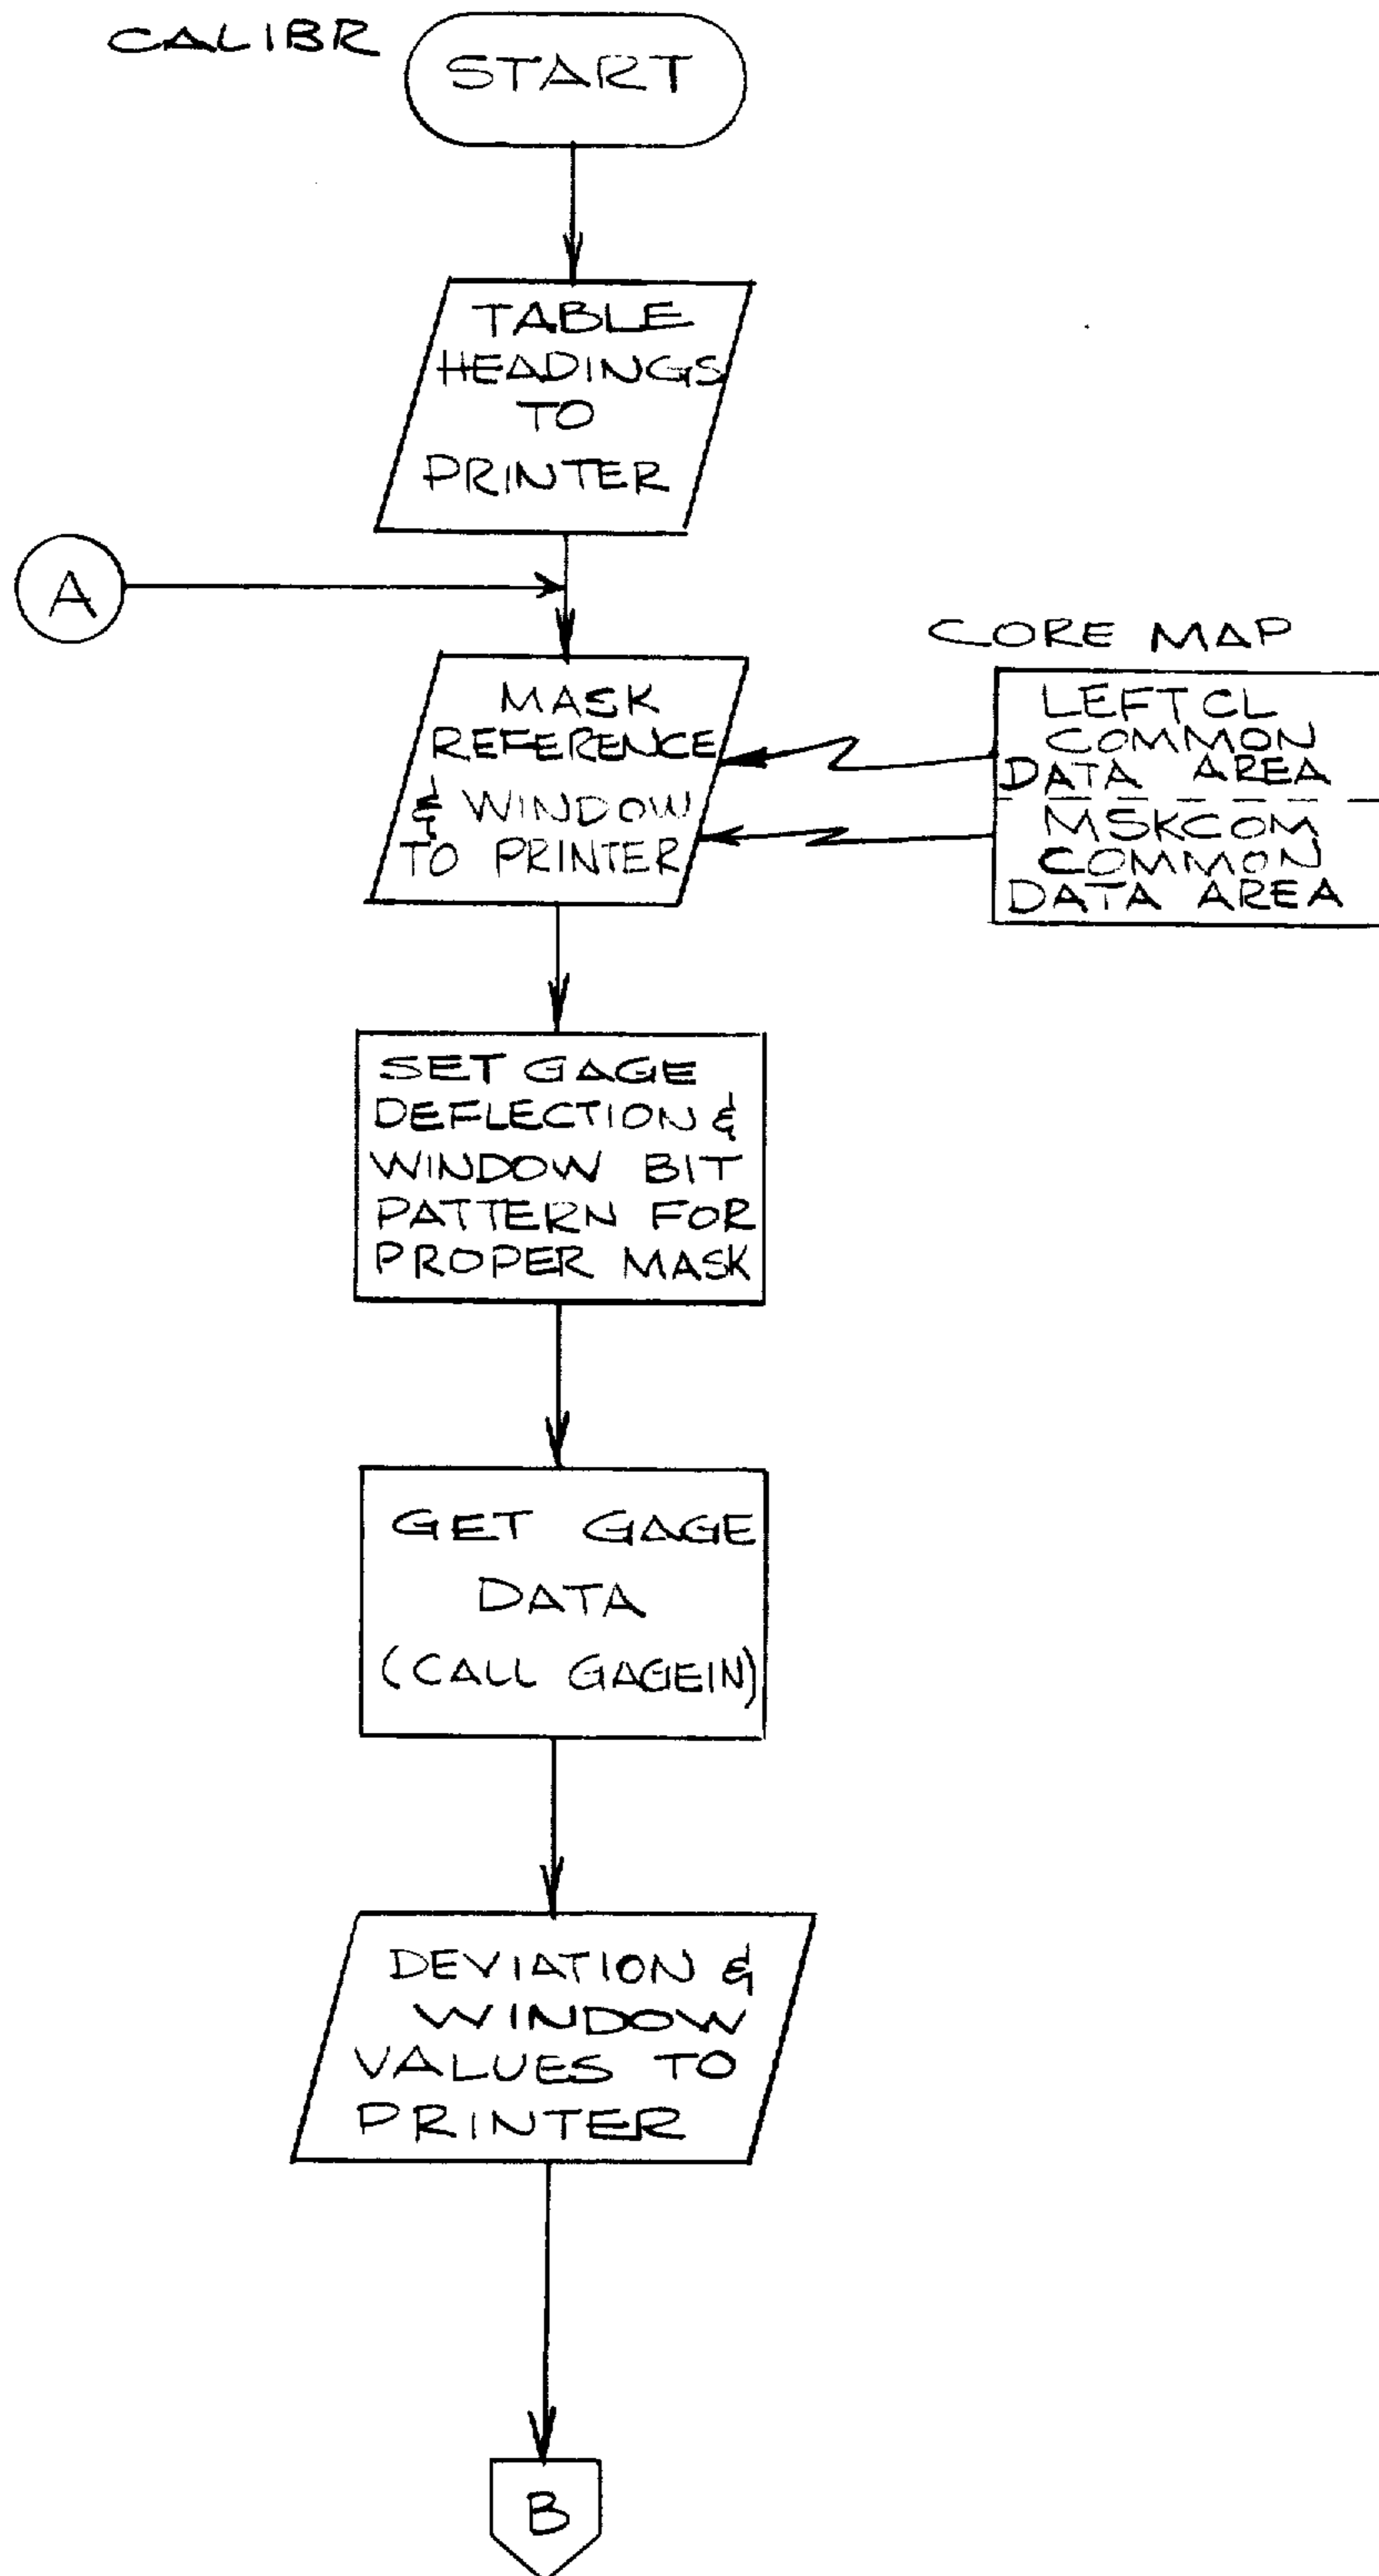 CALIBR
START
TABLE
HEADINGS
TO
PRINTER
A
MASK
REFERENCE
& WINDOW
TO PRINTER
CORE MAP
LEFTCL
COMMON
DATA AREA
MSKCOM
COMMON
DATA AREA
SET GAGE
DEFLECTION &
WINDOW BIT
PATTERN FOR
PROPER MASK
GET GAGE
DATA
(CALL GAGEIN)
DEVIATION &
WINDOW
VALUES TO
PRINTER
B